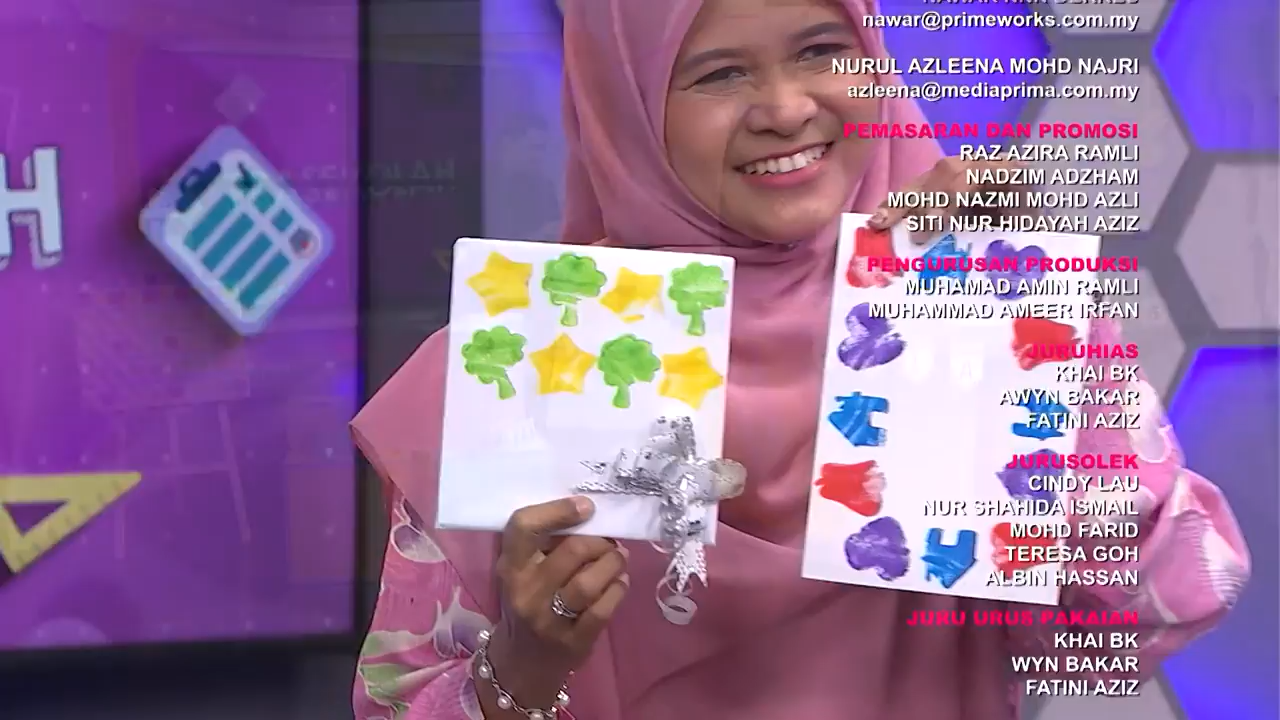 nawar@primeworks.com.my
NURUL AZLEENA MOHD NAJRI
azleena@mediaprima.com.my
PEMASARAN DAN PROMOSI
RAZ AZIRA RAMLI
NADZIM ADZHAM
MOHD NAZMI MOHD AZLI
SITI NUR HIDAYAH AZIZ
PENGURUSAN PRODUKSI
MUHAMAD AMIN RAMLI
MUHAMMAD AMEER IRFAN
JURUHIAS
KHAI BK
AWYN BAKAR
FATINI AZIZ
JURUSOLEK
CINDY LAU
NUR SHAHIDA ISMAIL
MOHD FARID
TERESA GOH
ALBIN HASSAN
JURU URUS PAKAIAN
KHAI BK
WYN BAKAR
FATINI AZIZ
H